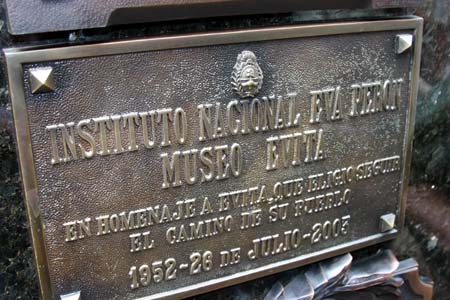 INSTITUTO NACIONAL EVA PERON
MUSEO EVITA
EN HOMENAJE A EVITA, QUE ELIGIO SEGUIR
EL CAMINO DE SU PUEBLO
1952-26 DE JULIO-2003